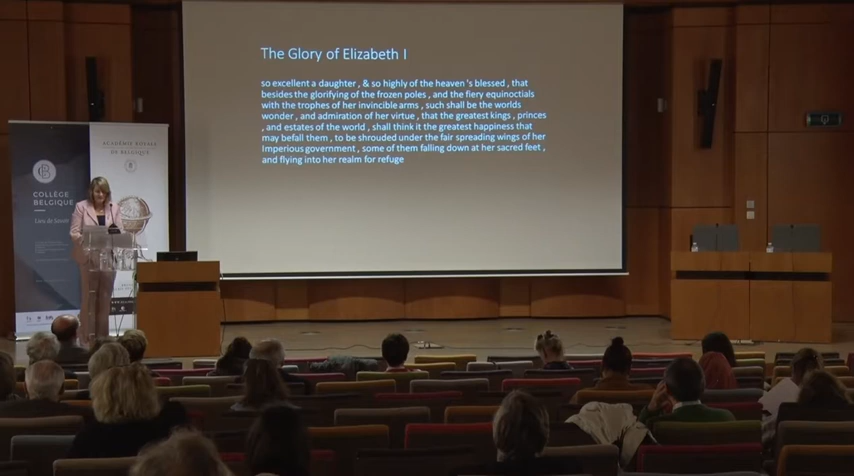 The Glory of Elizabeth I
so excellent a daughter , & so highly of the heaven 's blessed , that
besides the glorifying of the frozen poles , and the fiery equinoctials
with the trophes of her invincible arms , such shall be the worlds
wonder , and admiration of her virtue , that the greatest kings , princes
, and estates of the world , shall think it the greatest happiness that
may befall them , to be shrouded under the fair spreading wings of her
Imperious government , some of them falling down at her sacred feet ,
and flying into her realm for refuge
COLLÈGE
BELGIQUE
Lieu de Savoir
ACADÉMIE ROYALE
DE BELGIQUE